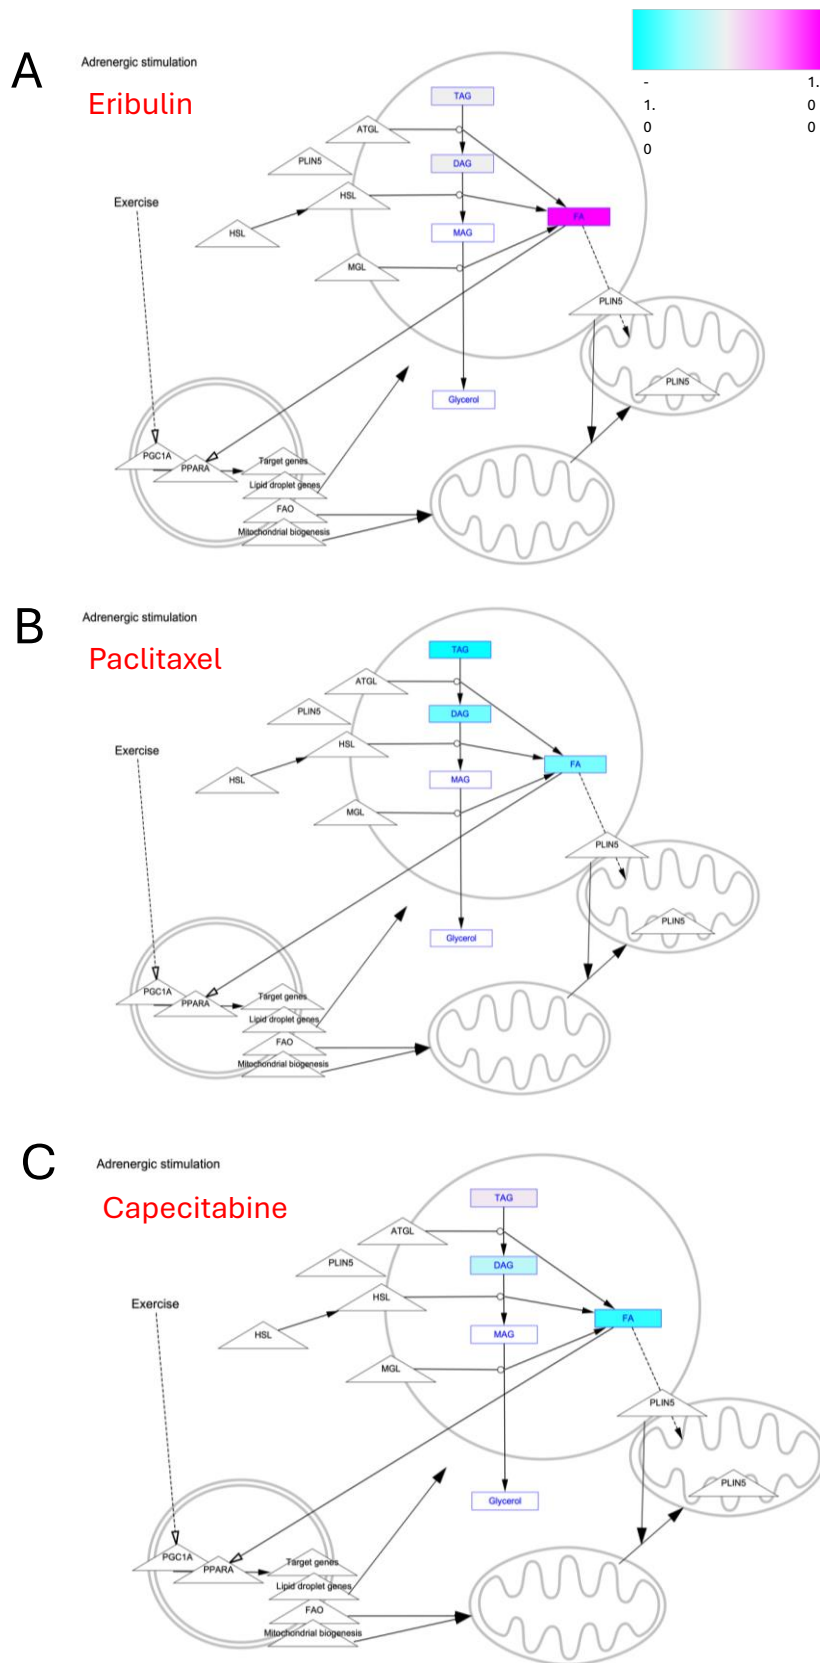 A
Adrenergic stimulation
Eribulin
-
1.
0
0
1.
0
0
TAG
ATGL
PLIN5
DAG
Exercise
HSL
FA
HSL
MAG
MGL
PLIN5
PLIN5
Glycerol
PGC1A
PPARA
Target genes
Lipid droplet genes
FAO
Mitochondrial biogenesis
B
Adrenergic stimulation
Paclitaxel
TAG
ATGL
PLIN5
DAG
Exercise
HSL
FA
HSL
MAG
MGL
PLIN5
PLIN5
Glycerol
PGC1A
PPARA
Target genes
Lipid droplet genes
FAO
Mitochondrial biogenesis
C
Adrenergic stimulation
Capecitabine
TAG
ATGL
PLIN5
DAG
Exercise
HSL
FA
HSL
MAG
MGL
PLIN5
PLIN5
Glycerol
PGC1A
PPARA
Target genes
Lipid droplet genes
FAO
Mitochondrial biogenesis